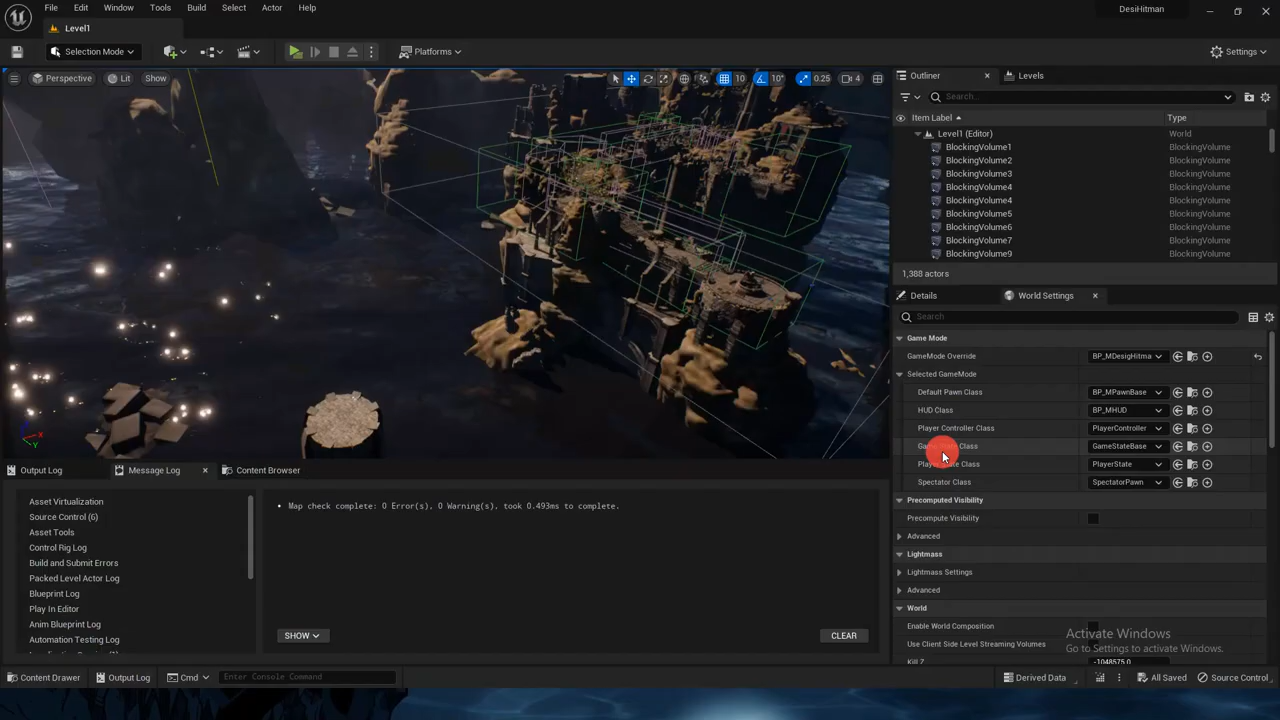 File Edit Window Tools Build Select Actor Help
DesiHitman
Level1
Selection Mode
Platforms
Settings
Perspective Lit Show
10 10° 0.25 4
Outliner Levels
Search...
Item Label Type
Level1 (Editor) World
BlockingVolume1 BlockingVolume
BlockingVolume2 BlockingVolume
BlockingVolume3 BlockingVolume
BlockingVolume4 BlockingVolume
BlockingVolume4 BlockingVolume
BlockingVolume5 BlockingVolume
BlockingVolume6 BlockingVolume
BlockingVolume7 BlockingVolume
BlockingVolume9 BlockingVolume
1,388 actors
Details World Settings
Search
Game Mode
GameMode Override BP_MDesigHitma
Selected GameMode
Default Pawn Class BP_MPawnBase
HUD Class BP_MHUD
Player Controller Class PlayerController
Class GameStateBase
Class PlayerState
Spectator Class SpectatorPawn
Precomputed Visibility
Precompute Visibility
Advanced
Lightmass
Lightmass Settings
Advanced
World
Enable World Composition
Use Client Side Level Streaming Volumes
Kill Z -1048575.0
Activate Windows
Go to Settings to activate Windows.
Output Log Message Log Content Browser
Asset Virtualization
Source Control (6)
Asset Tools
Control Rig Log
Build and Submit Errors
Packed Level Actor Log
Blueprint Log
Play In Editor
Anim Blueprint Log
Automation Testing Log
Map check complete: 0 Error(s), 0 Warning(s), took 0.493ms to complete.
SHOW
CLEAR
Content Drawer Output Log Cmd Enter Console Command
Derived Data All Saved Source Control